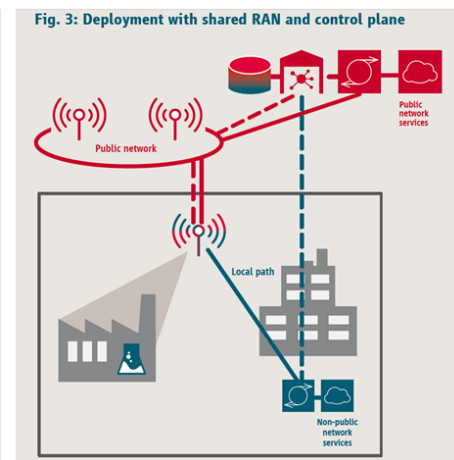 Fig. 3: Deployment with shared RAN and control plane
Public
network
services
Public network
Local path
Non-public
network
services